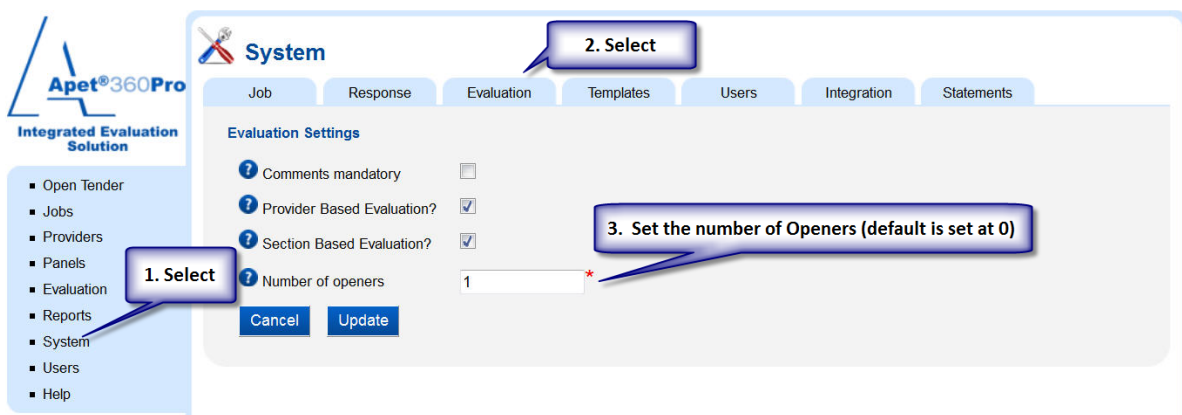 Apet®360Pro
Integrated Evaluation
Solution
Open Tender
Jobs
Providers
Panels
Evaluation
Reports
System
Users
Help
1. Select
System
2. Select
Job Response Evaluation Templates Users Integration Statements
Evaluation Settings
? Comments mandatory
? Provider Based Evaluation?
? Section Based Evaluation?
3. Set the number of Openers (default is set at 0)
? Number of openers 1 *
Cancel Update